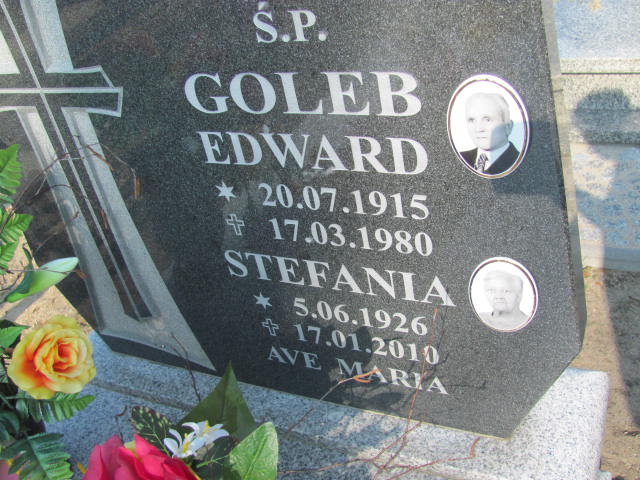 Ś.P.
GOLEB
EDWARD
20.07.1915
17.03.1980
STEFANIA
5.06.1926
17.01.2010
AVE MARIA